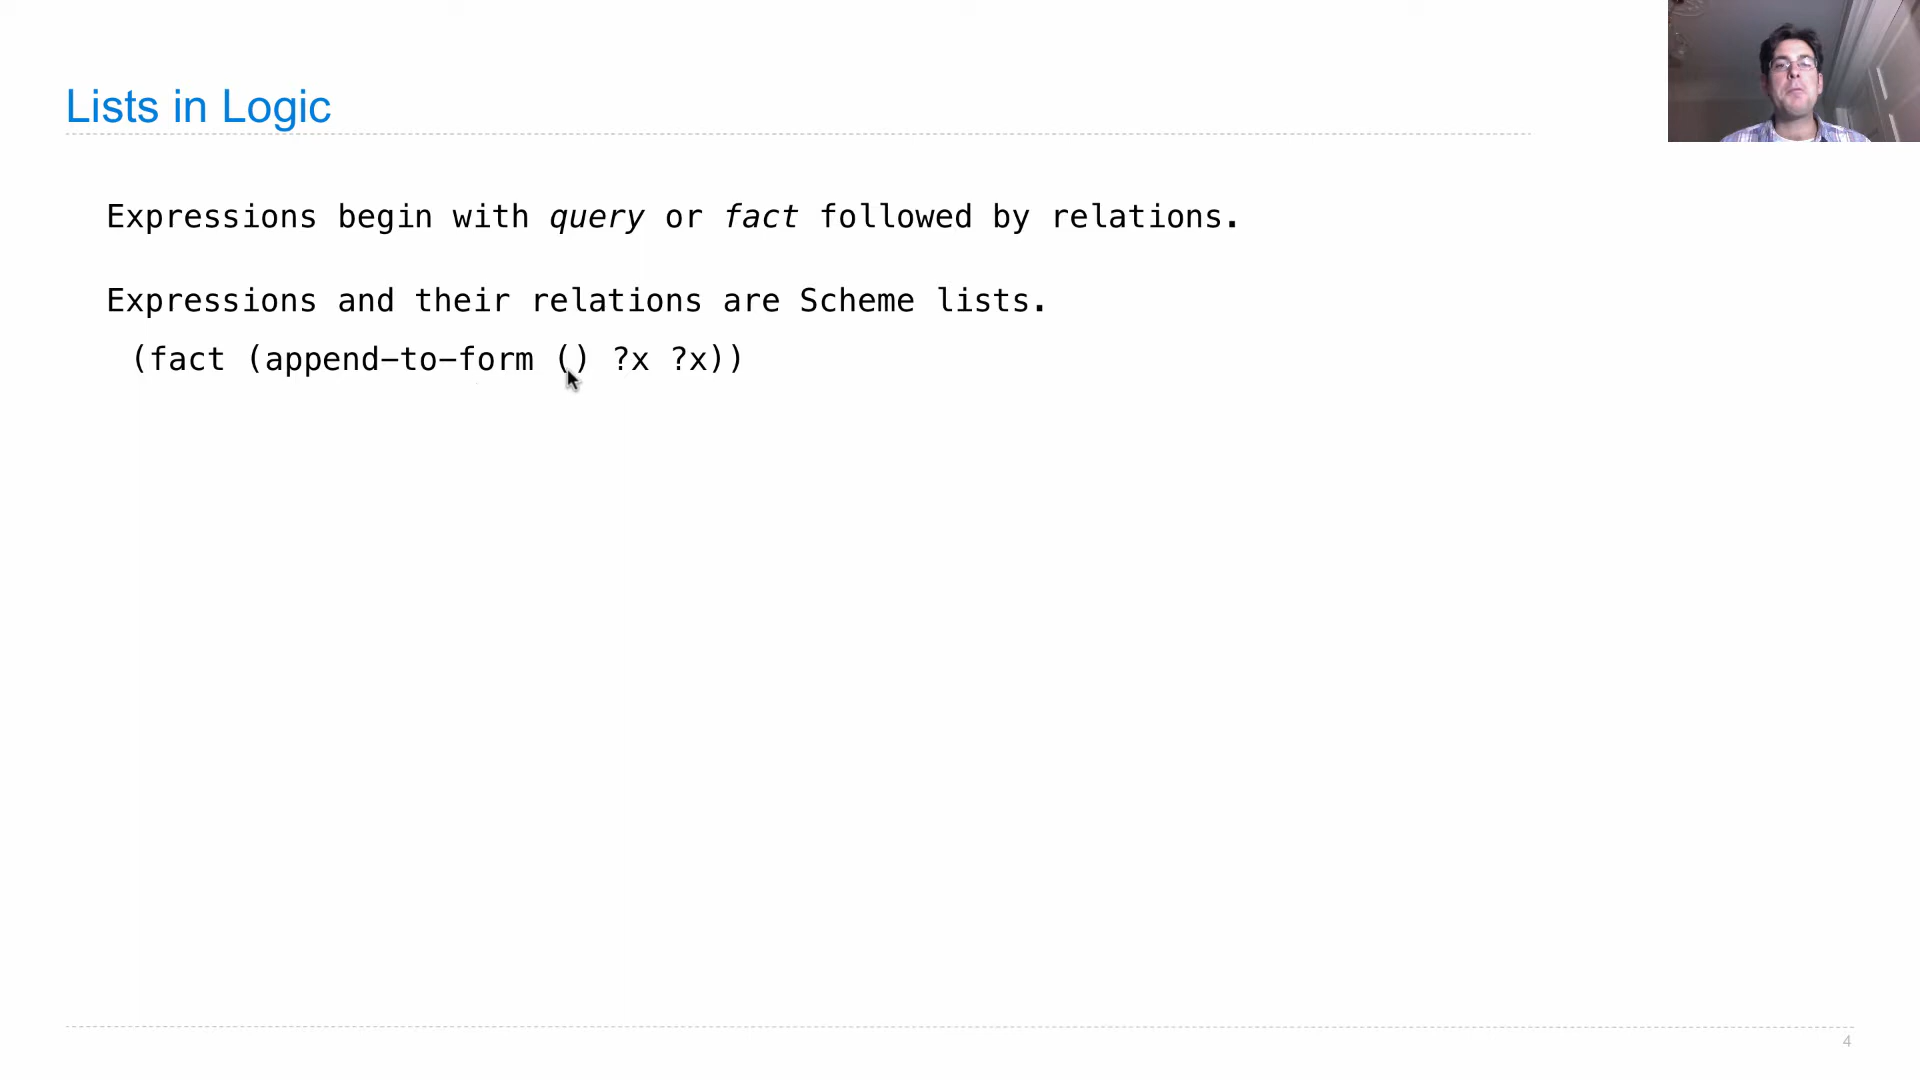 Lists in Logic
Expressions begin with query or fact followed by relations.
Expressions and their relations are Scheme lists.
(fact (append-to-form () ?x ?x))
4